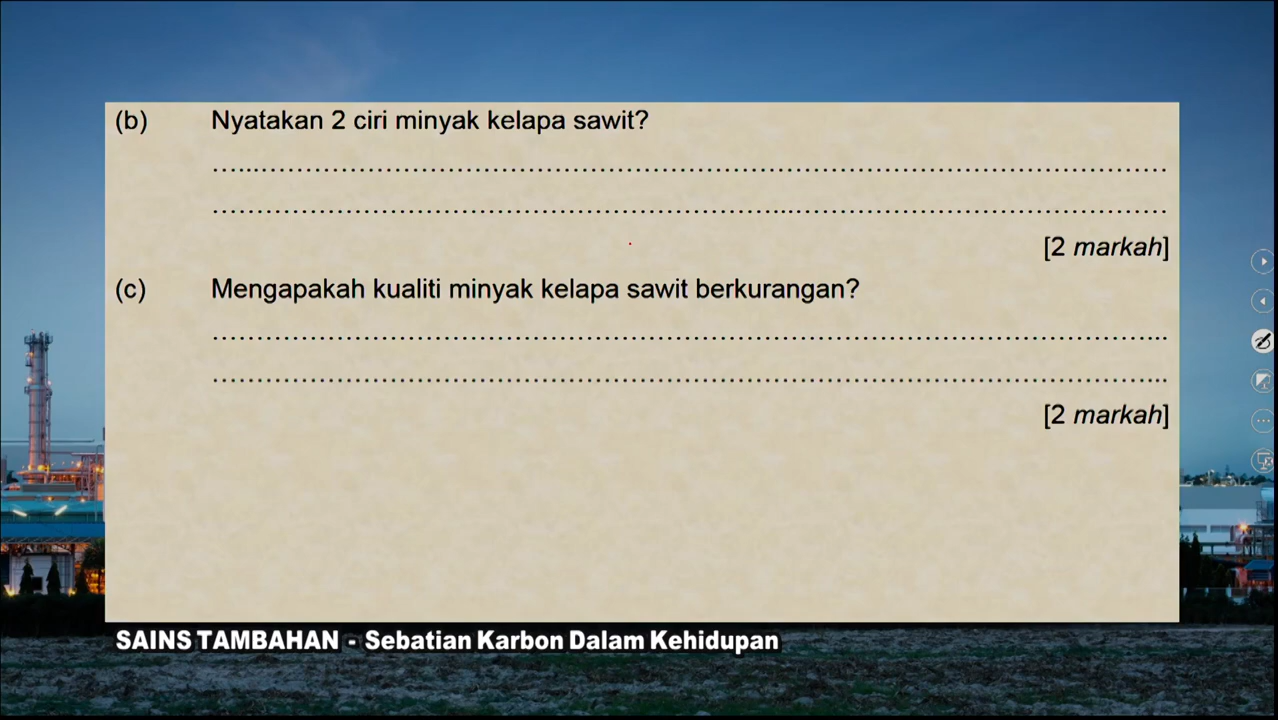 (b) Nyatakan 2 ciri minyak kelapa sawit?
……………………………………………………………………………………………
……………………………………………………………………………………………
[2 markah]
(c) Mengapakah kualiti minyak kelapa sawit berkurangan?
……………………………………………………………………………………………
……………………………………………………………………………………………
[2 markah]
SAINS TAMBAHAN - Sebatian Karbon Dalam Kehidupan